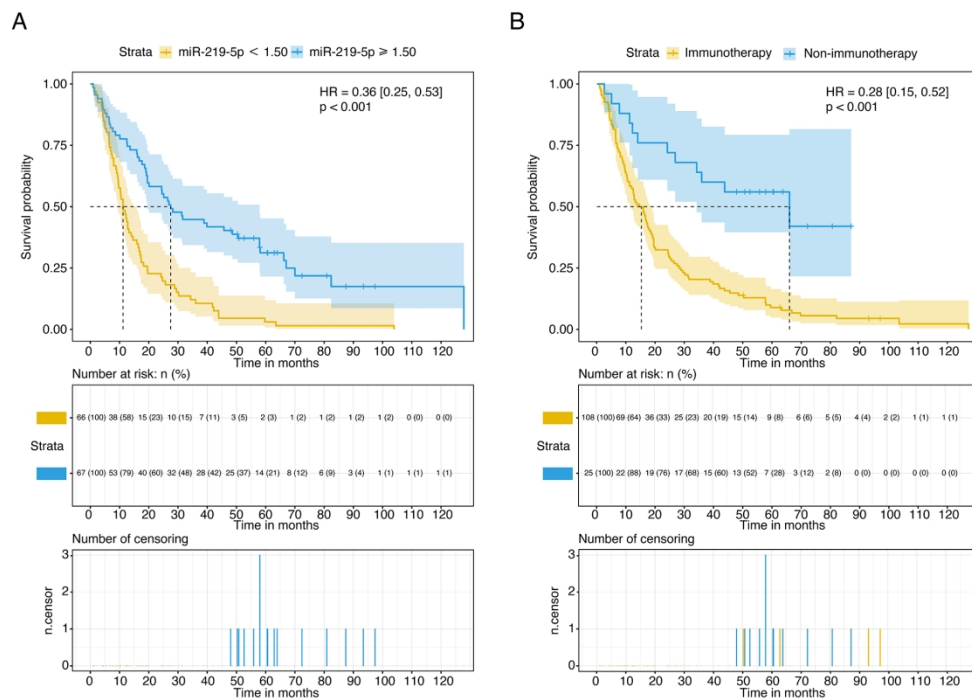 A
Strata miR-219-5p < 1.50 miR-219-5p ⩾ 1.50
HR = 0.36 [0.25, 0.53]
p < 0.001
Survival probability
1.00
0.75
0.50
0.25
0.00
0 10 20 30 40 50 60 70 80 90 100 110 120
Time in months
Number at risk: n (%)
66 (100) 38 (58) 15 (23) 10 (15) 7 (11) 3 (5) 2 (3) 1 (2) 1 (2) 1 (2) 1 (2) 0 (0) 0 (0)
Strata
67 (100) 53 (79) 40 (60) 32 (48) 28 (42) 25 (37) 14 (21) 8 (12) 6 (9) 3 (4) 1 (1) 1 (1) 1 (1)
0 10 20 30 40 50 60 70 80 90 100 110 120
Time in months
Number of censoring
n.censor
3
2
1
0
0 10 20 30 40 50 60 70 80 90 100 110 120
Time in months
B
Strata Immunotherapy Non-immunotherapy
HR = 0.28 [0.15, 0.52]
p < 0.001
Survival probability
1.00
0.75
0.50
0.25
0.00
0 10 20 30 40 50 60 70 80 90 100 110 120
Time in months
Number at risk: n (%)
108 (100) 69 (64) 36 (33) 25 (23) 20 (19) 15 (14) 9 (8) 6 (6) 5 (5) 4 (4) 2 (2) 1 (1) 1 (1)
Strata
25 (100) 22 (88) 19 (76) 17 (68) 15 (60) 13 (52) 7 (28) 3 (12) 2 (8) 0 (0) 0 (0) 0 (0) 0 (0)
0 10 20 30 40 50 60 70 80 90 100 110 120
Time in months
Number of censoring
n.censor
3
2
1
0
0 10 20 30 40 50 60 70 80 90 100 110 120
Time in months